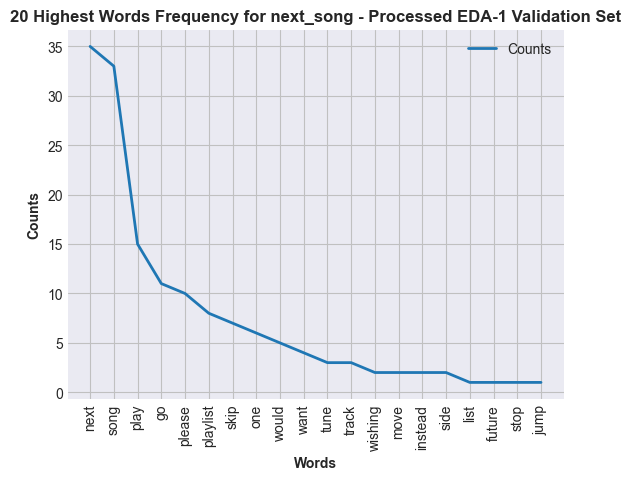 20 Highest Words Frequency for next_song - Processed EDA-1 Validation Set
Counts
35
30
25
20
15
10
5
0
Counts
next
song
play
go
please
playlist
skip
one
would
want
tune
track
wishing
move
instead
side
list
future
stop
jump
Words